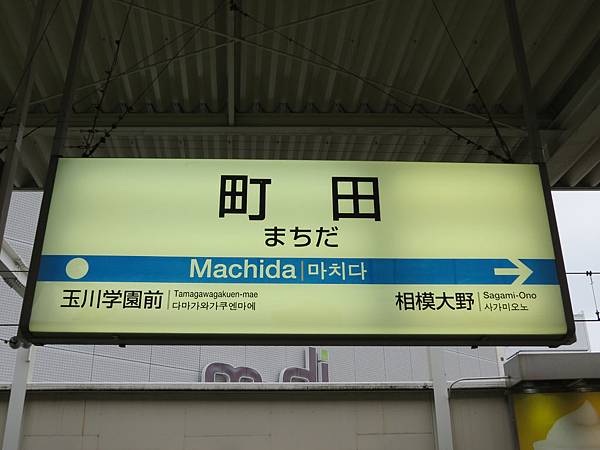 町田
まちだ
Machida|마치다
玉川学園前
Tamagawagakuen-mae
다마가와가쿠엔마에
相模大野
Sagami-Ono
사가미오노